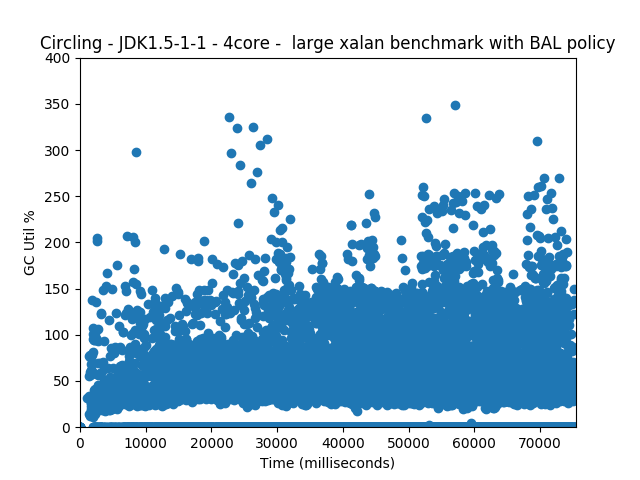 Circling - JDK1.5-1-1 - 4core -  large xalan benchmark with BAL policy
400
350
300
250
200
150
100
50
0
GC Util %
0 10000 20000 30000 40000 50000 60000 70000
Time (milliseconds)